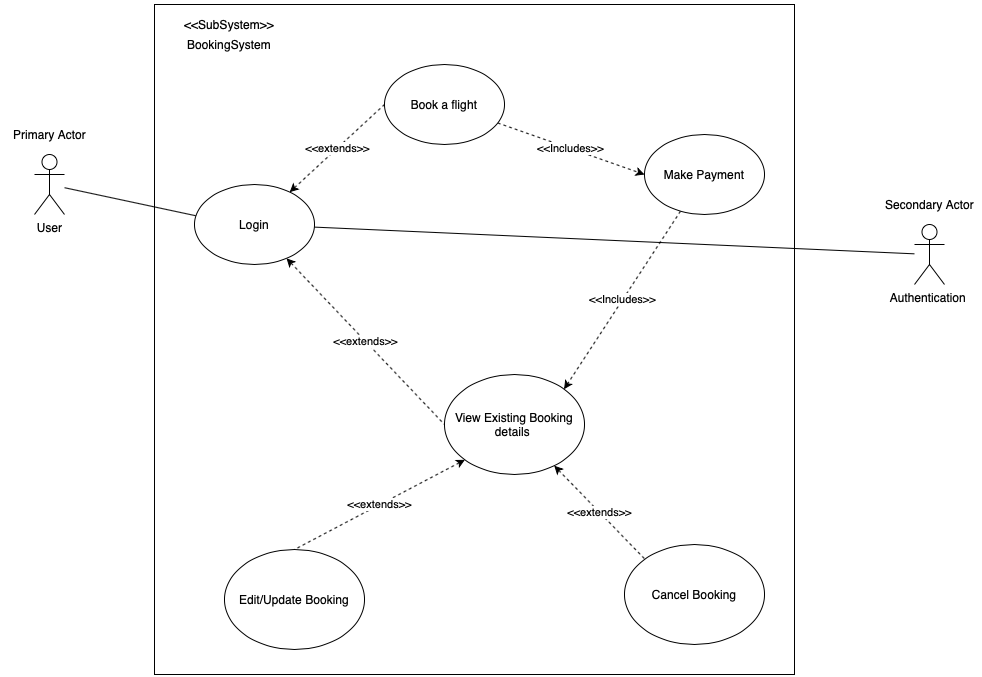 <<SubSystem>>
BookingSystem
Book a flight
Primary Actor
<<extends>>
<<Includes>>
Make Payment
Secondary Actor
User
Login
Authentication
<<Includes>>
<<extends>>
View Existing Booking
details
<<extends>>
<<extends>>
Edit/Update Booking
Cancel Booking